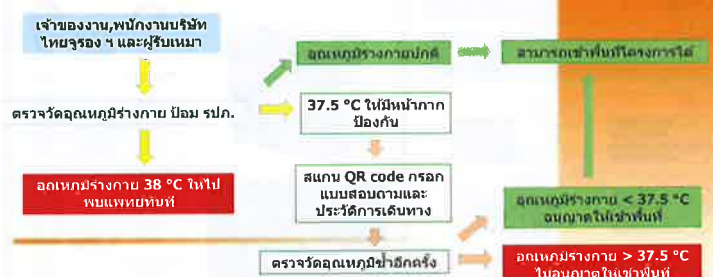 เจ้าของงาน,พนักงานบริษัท
ไทยจูรอง ฯ และผู้รับเหมา
อุณหภูมิร่างกายปกติ
สามารถเข้าพื้นที่โครงการได้
ตรวจวัดอุณหภูมิร่างกาย ป้อม รปภ.
37.5 °C ให้มีหน้ากาก
ป้องกัน
อุณหภูมิร่างกาย 38 °C ให้ไป
พบแพทย์ทันที
สแกน QR code กรอก
แบบสอบถามและ
ประวัติการเดินทาง
อุณหภูมิร่างกาย < 37.5 °C
อนุญาตให้เข้าพื้นที่
ตรวจวัดอุณหภูมิซ้ำอีกครั้ง
อุณหภูมิร่างกาย > 37.5 °C
ไม่อนุญาตให้เข้าพื้นที่